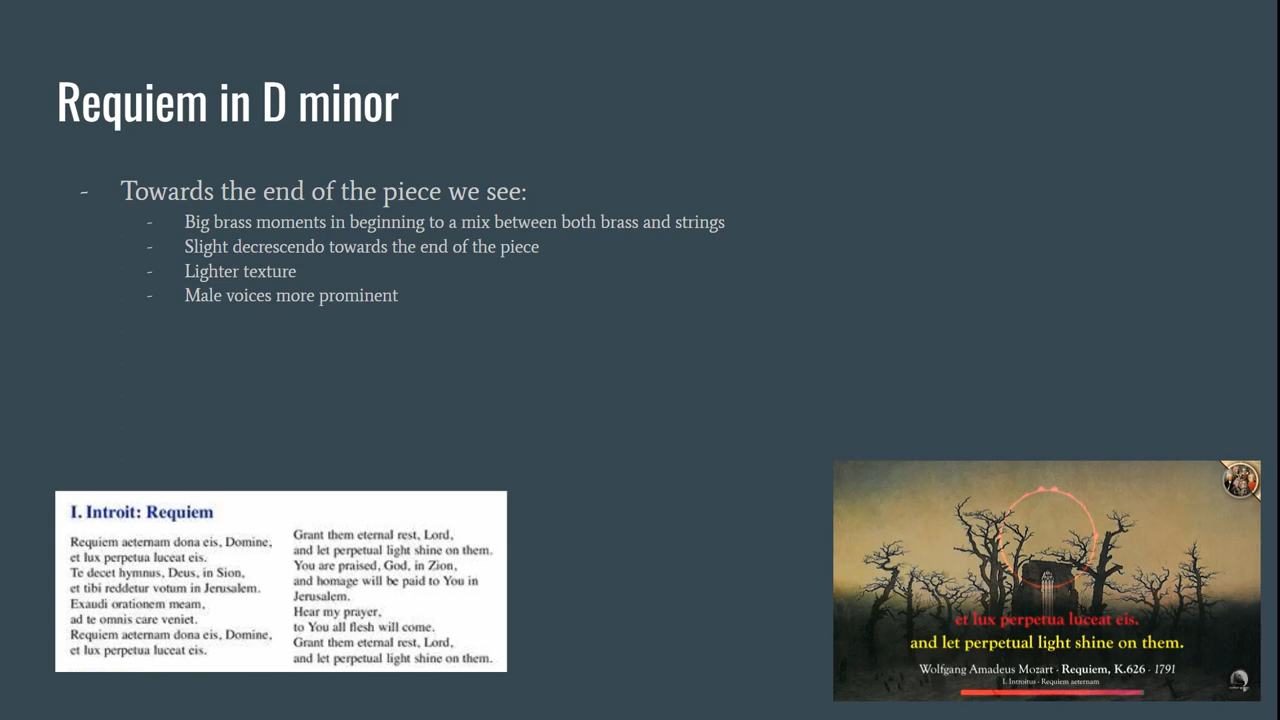 Requiem in D minor
- Towards the end of the piece we see:
- Big brass moments in beginning to a mix between both brass and strings
- Slight decrescendo towards the end of the piece
- Lighter texture
- Male voices more prominent
I. Introit: Requiem
Requiem aeternam dona eis, Domine,
et lux perpetua luceat eis.
Te decet hymnus, Deus, in Sion,
et tibi reddetur votum in Jerusalem.
Exaudi orationem meam,
ad te omnis care veniet.
Requiem aeternam dona eis, Domine,
et lux perpetua luceat eis.
Grant them eternal rest, Lord,
and let perpetual light shine on them.
You are praised, God, in Zion,
and homage will be paid to You in
Jerusalem.
Hear my prayer,
to You all flesh will come.
Grant them eternal rest, Lord,
and let perpetual light shine on them.
et lux perpetua luceat eis.
and let perpetual light shine on them.
Wolfgang Amadeus Mozart - Requiem, K.626 - 1791
I. Introitus - Requiem aeternam